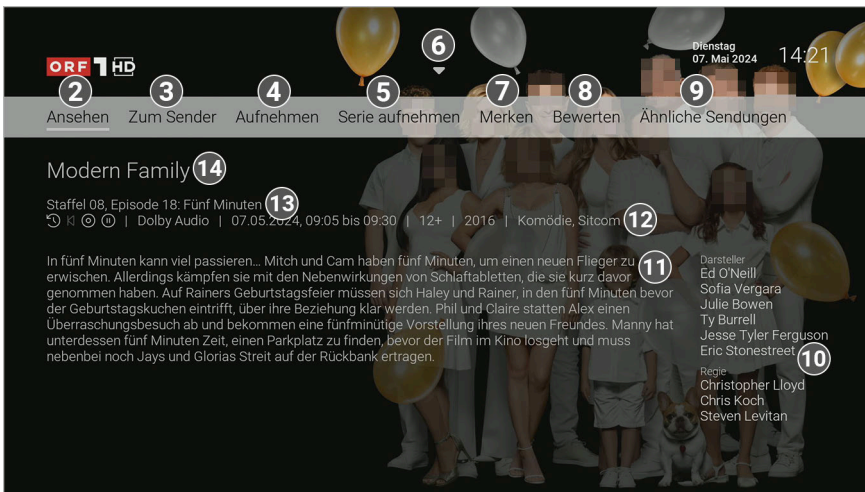 6
Dienstag
07. Mai 2024
14:21
ORF 1 HD
2 3 4 5 7 8 9
Ansehen Zum Sender Aufnehmen Serie aufnehmen Merken Bewerten Ähnliche Sendungen
Modern Family 14
Staffel 08, Episode 18: Fünf Minuten 13
| Dolby Audio | 07.05.2024, 09:05 bis 09:30 | 12+ | 2016 | Komödie, Sitcom 12
In fünf Minuten kann viel passieren... Mitch und Cam haben fünf Minuten, um einen neuen Flieger zu 11
erwischen. Allerdings kämpfen sie mit den Nebenwirkungen von Schlaftabletten, die sie kurz davor
genommen haben. Auf Rainers Geburtstagsfeier müssen sich Haley und Rainer, in den fünf Minuten bevor
der Geburtstagskuchen eintrifft, über ihre Beziehung klar werden. Phil und Claire statten Alex einen
Überraschungsbesuch ab und bekommen eine fünfminütige Vorstellung ihres neuen Freundes. Manny hat
unterdessen fünf Minuten Zeit, einen Parkplatz zu finden, bevor der Film im Kino losgeht und muss
nebenbei noch Jays und Glorias Streit auf der Rückbank ertragen.
Darsteller
Ed O'Neill
Sofia Vergara
Julie Bowen
Ty Burrell
Jesse Tyler Ferguson
Eric Stonestreet 10
Regie
Christopher Lloyd
Chris Koch
Steven Levitan